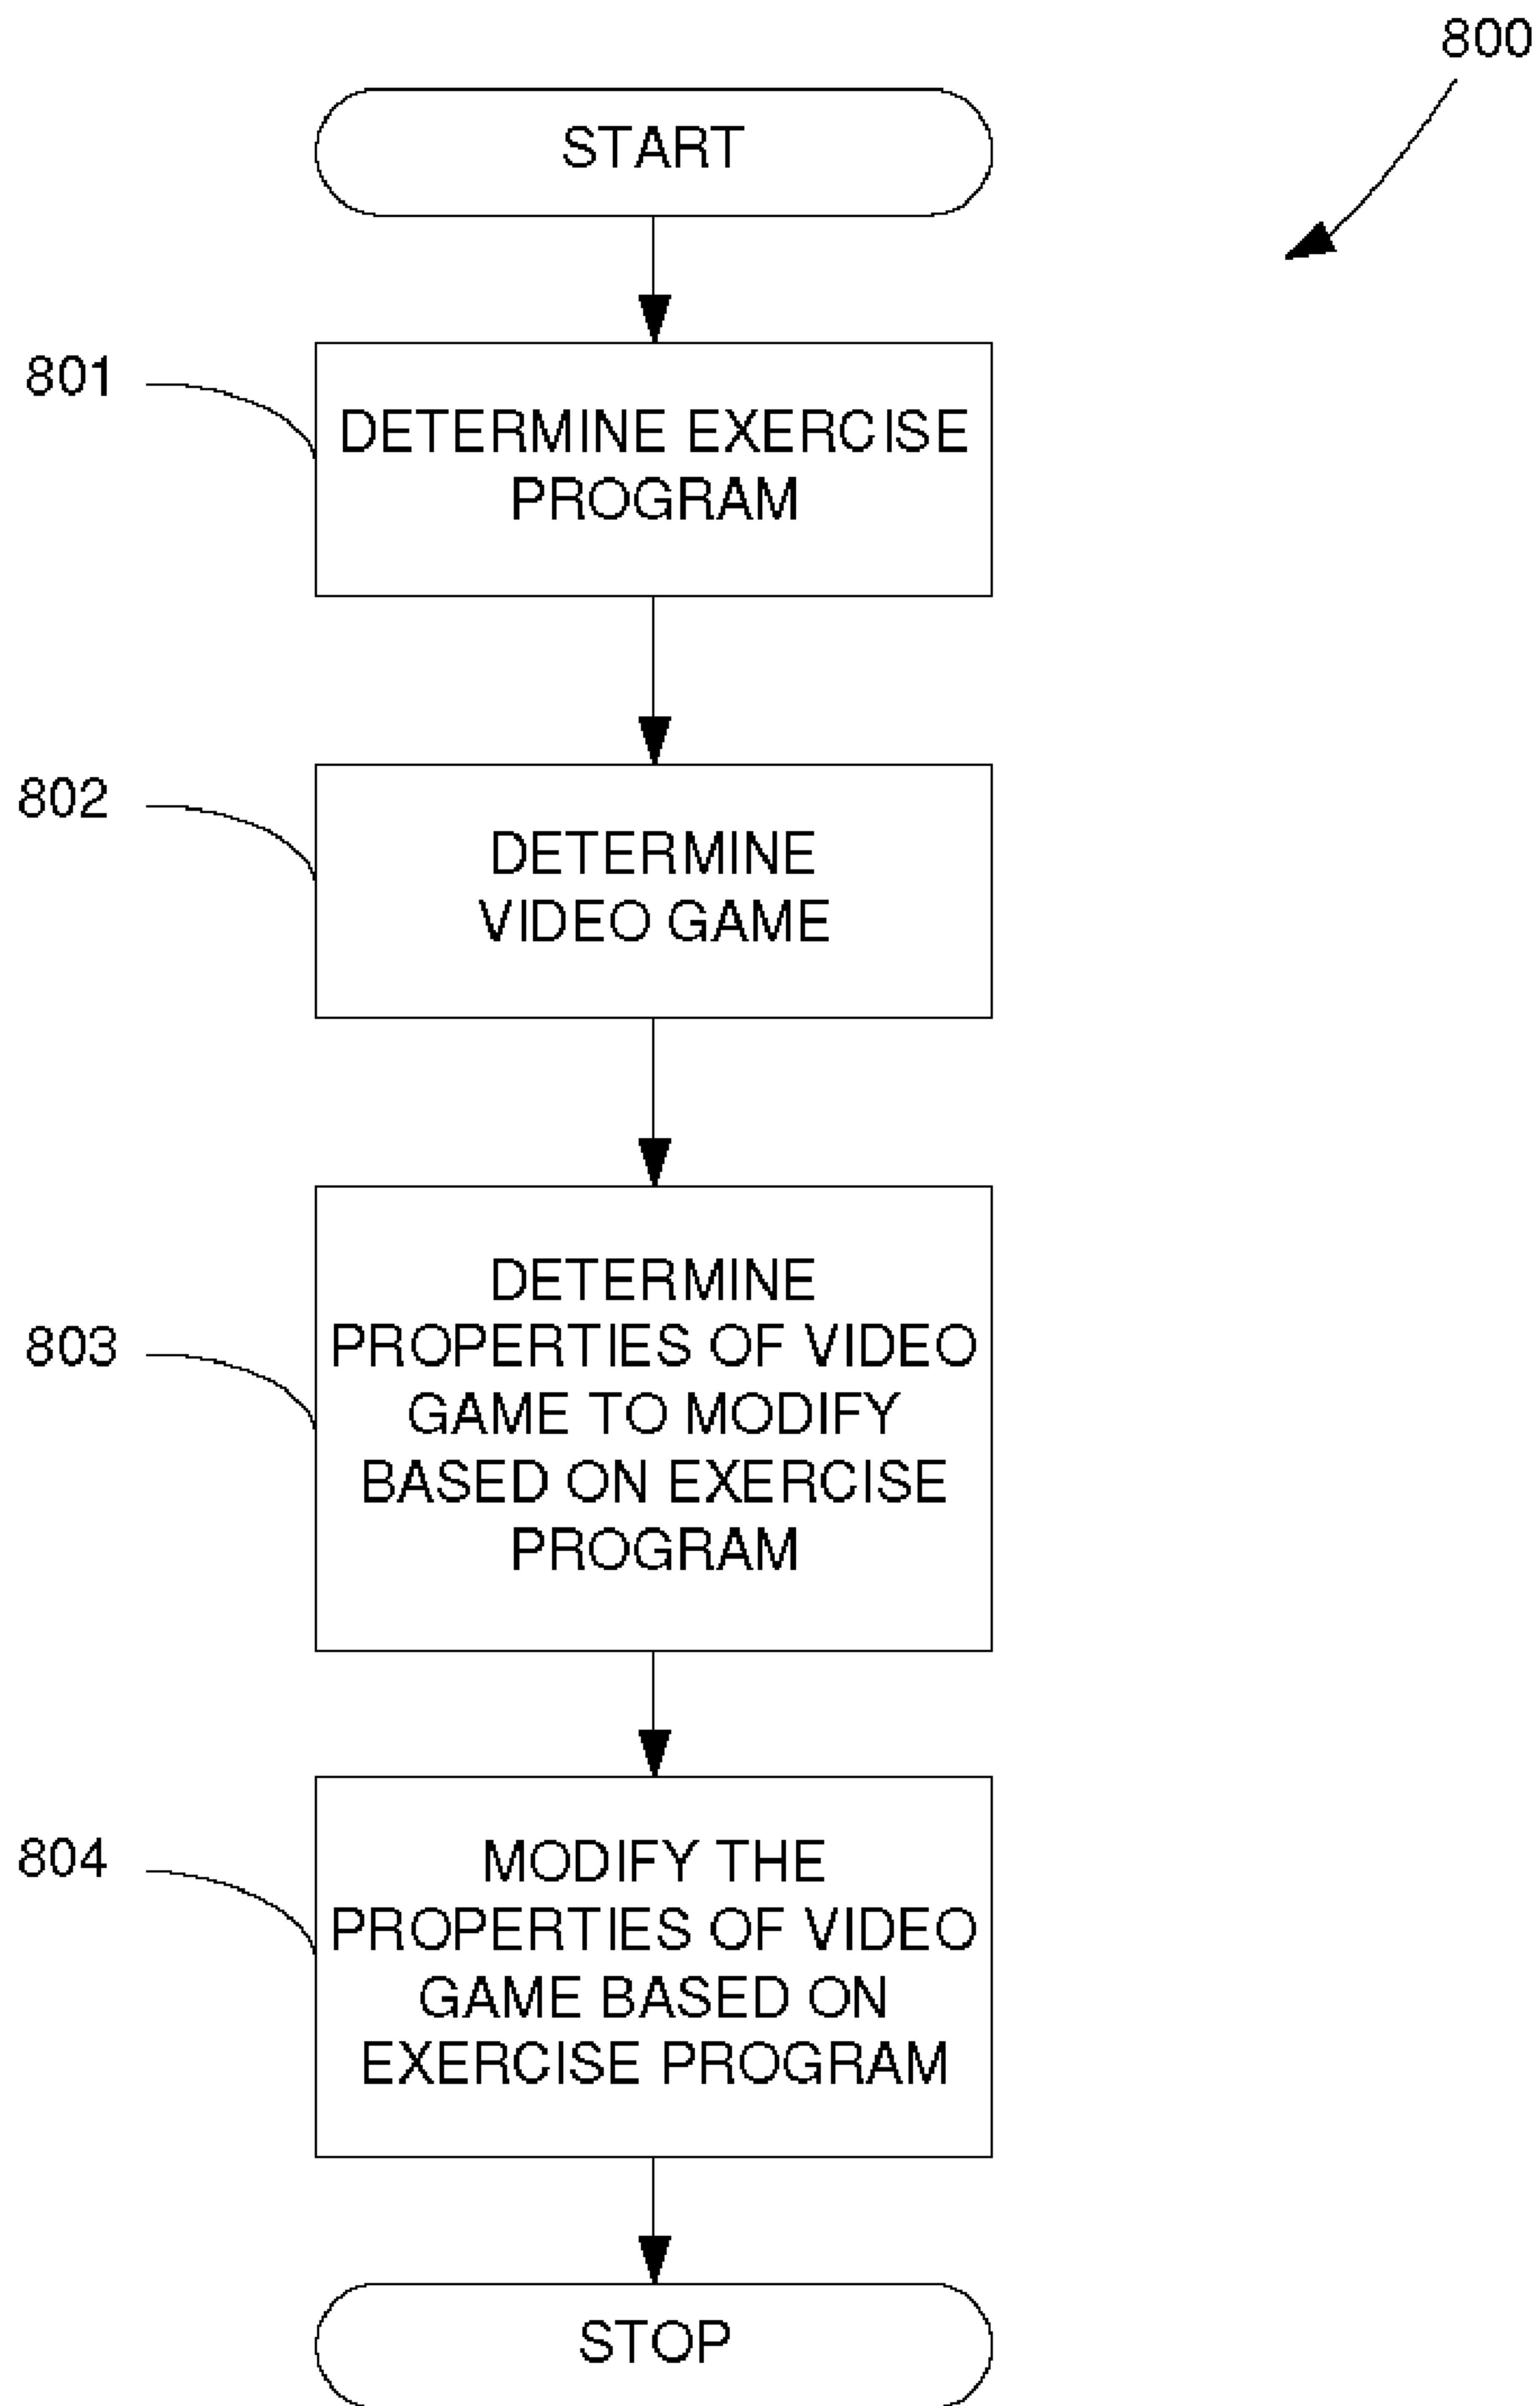 800
START
801
DETERMINE EXERCISE
PROGRAM
802
DETERMINE
VIDEO GAME
803
DETERMINE
PROPERTIES OF VIDEO
GAME TO MODIFY
BASED ON EXERCISE
PROGRAM
804
MODIFY THE
PROPERTIES OF VIDEO
GAME BASED ON
EXERCISE PROGRAM
STOP